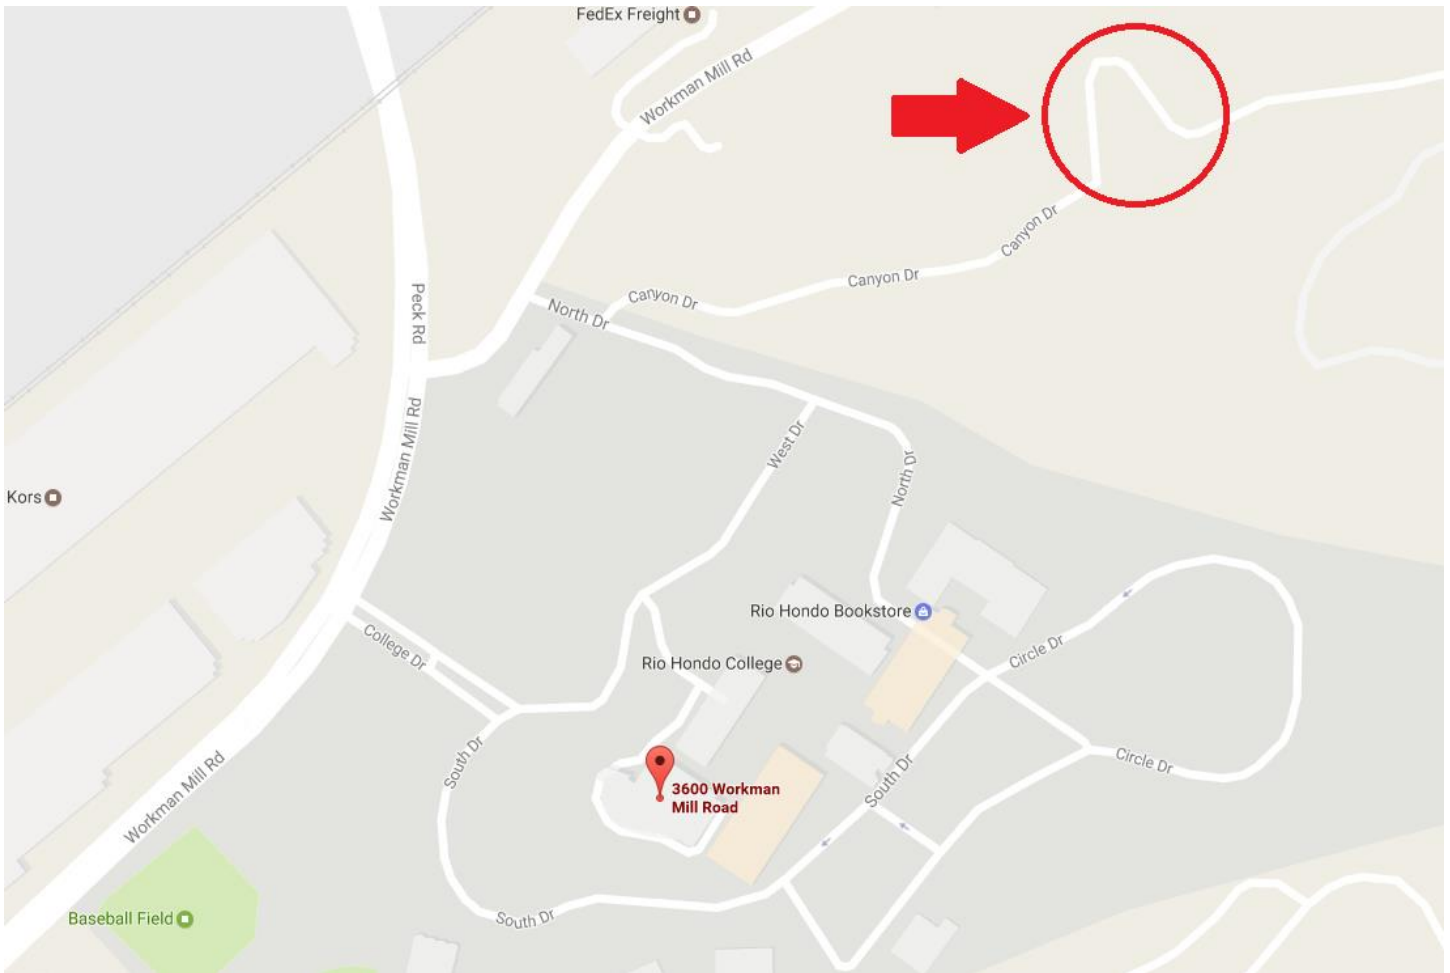 FedEx Freight
Workman Mill Rd
Canyon Dr
Canyon Dr
Canyon Dr
Peck Rd
North Dr
Workman Mill Rd
West Dr
North Dr
Kors
Rio Hondo Bookstore
College Dr
Rio Hondo College
Circle Dr
South Dr
Circle Dr
South Dr
3600 Workman
Mill Road
Workman Mill Rd
Baseball Field
South Dr